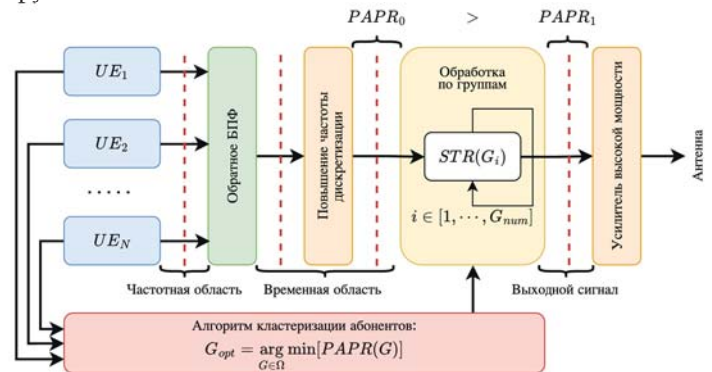 PAPR₀ > PAPR₁
UE₁
UE₂
.....
UE_N
Обратное БПФ
Повышение частоты
дискретизации
Обработка
по группам
STR(G_i)
i ∈ [1, ⋯, G_num]
Усилитель высокой мощности
Антенна
Частотная область
Временная область
Выходной сигнал
Алгоритм кластеризации абонентов:
G_opt = arg min[PAPR(G)]
G∈Ω